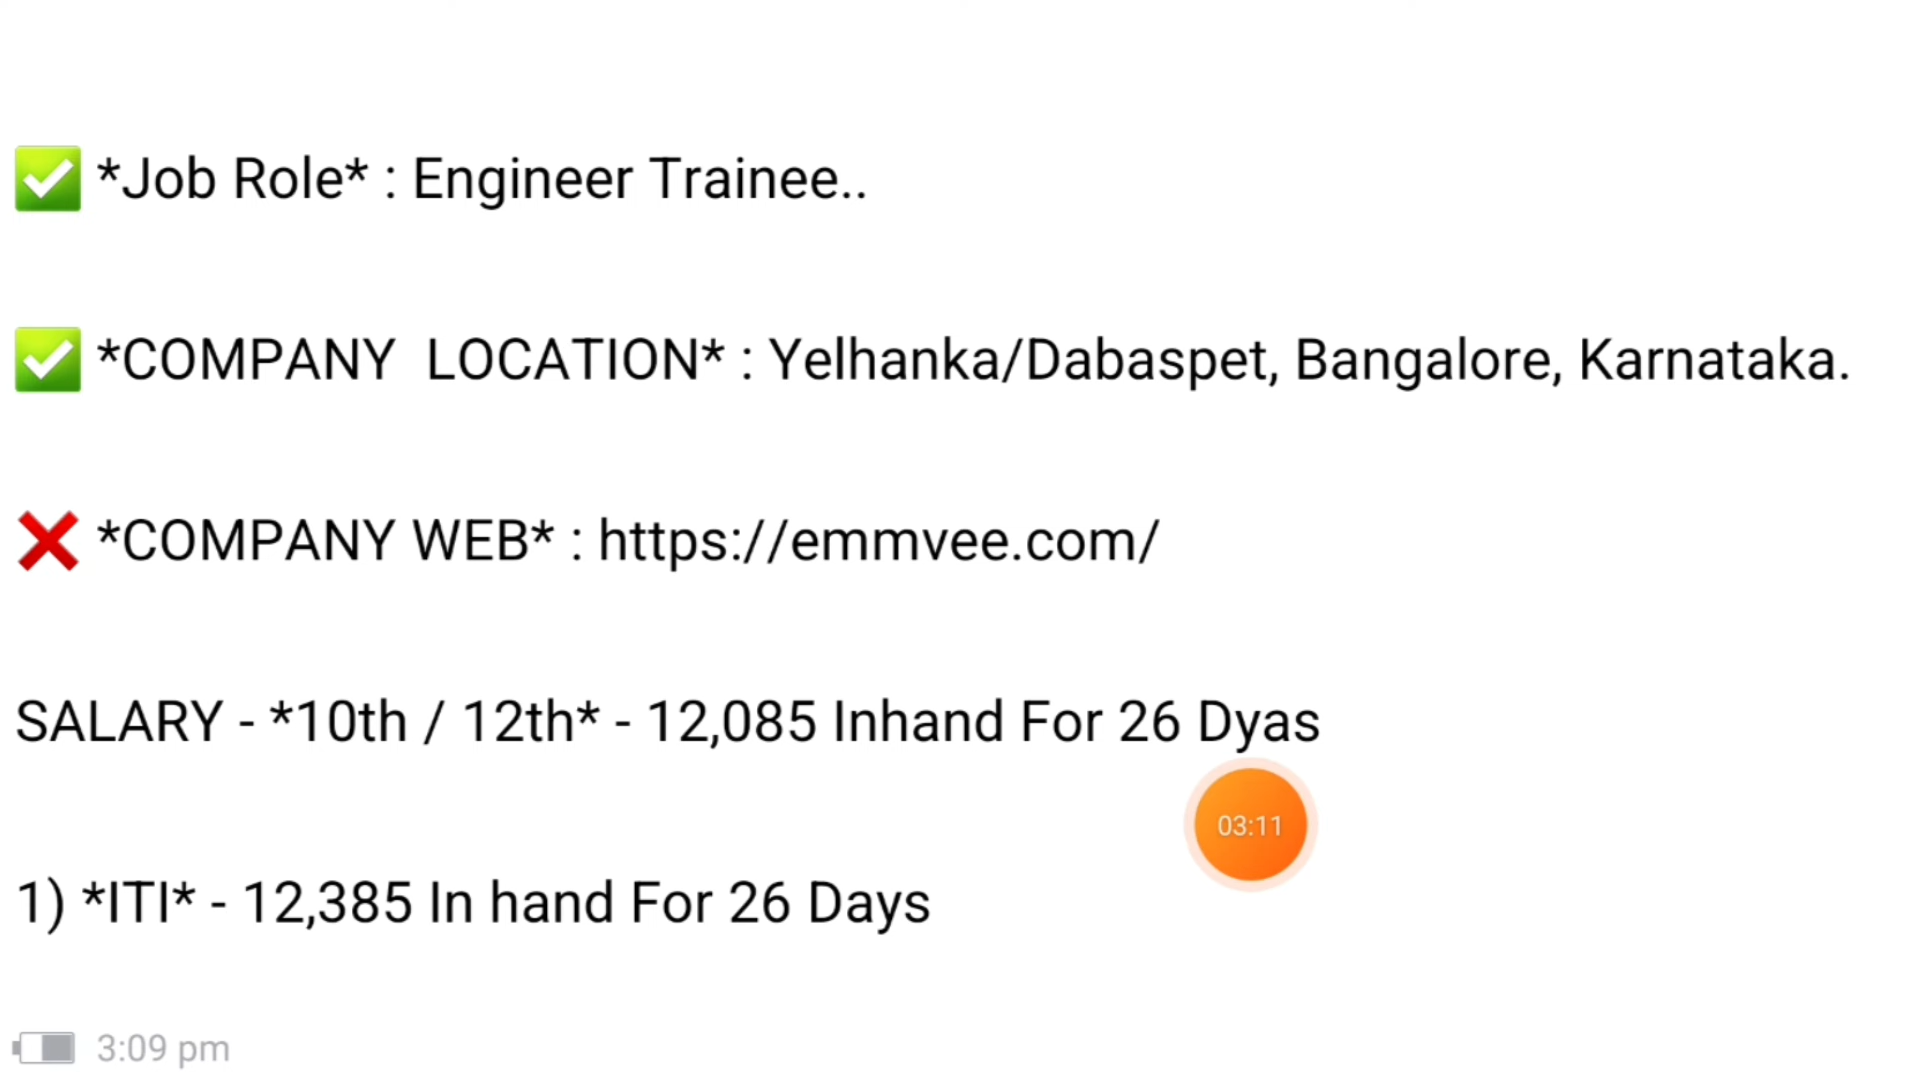 ✅ *Job Role* : Engineer Trainee..
✅ *COMPANY  LOCATION* : Yelhanka/Dabaspet, Bangalore, Karnataka.
❌ *COMPANY WEB* : https://emmvee.com/
SALARY - *10th / 12th* - 12,085 Inhand For 26 Dyas
03:11
1) *ITI* - 12,385 In hand For 26 Days
3:09 pm